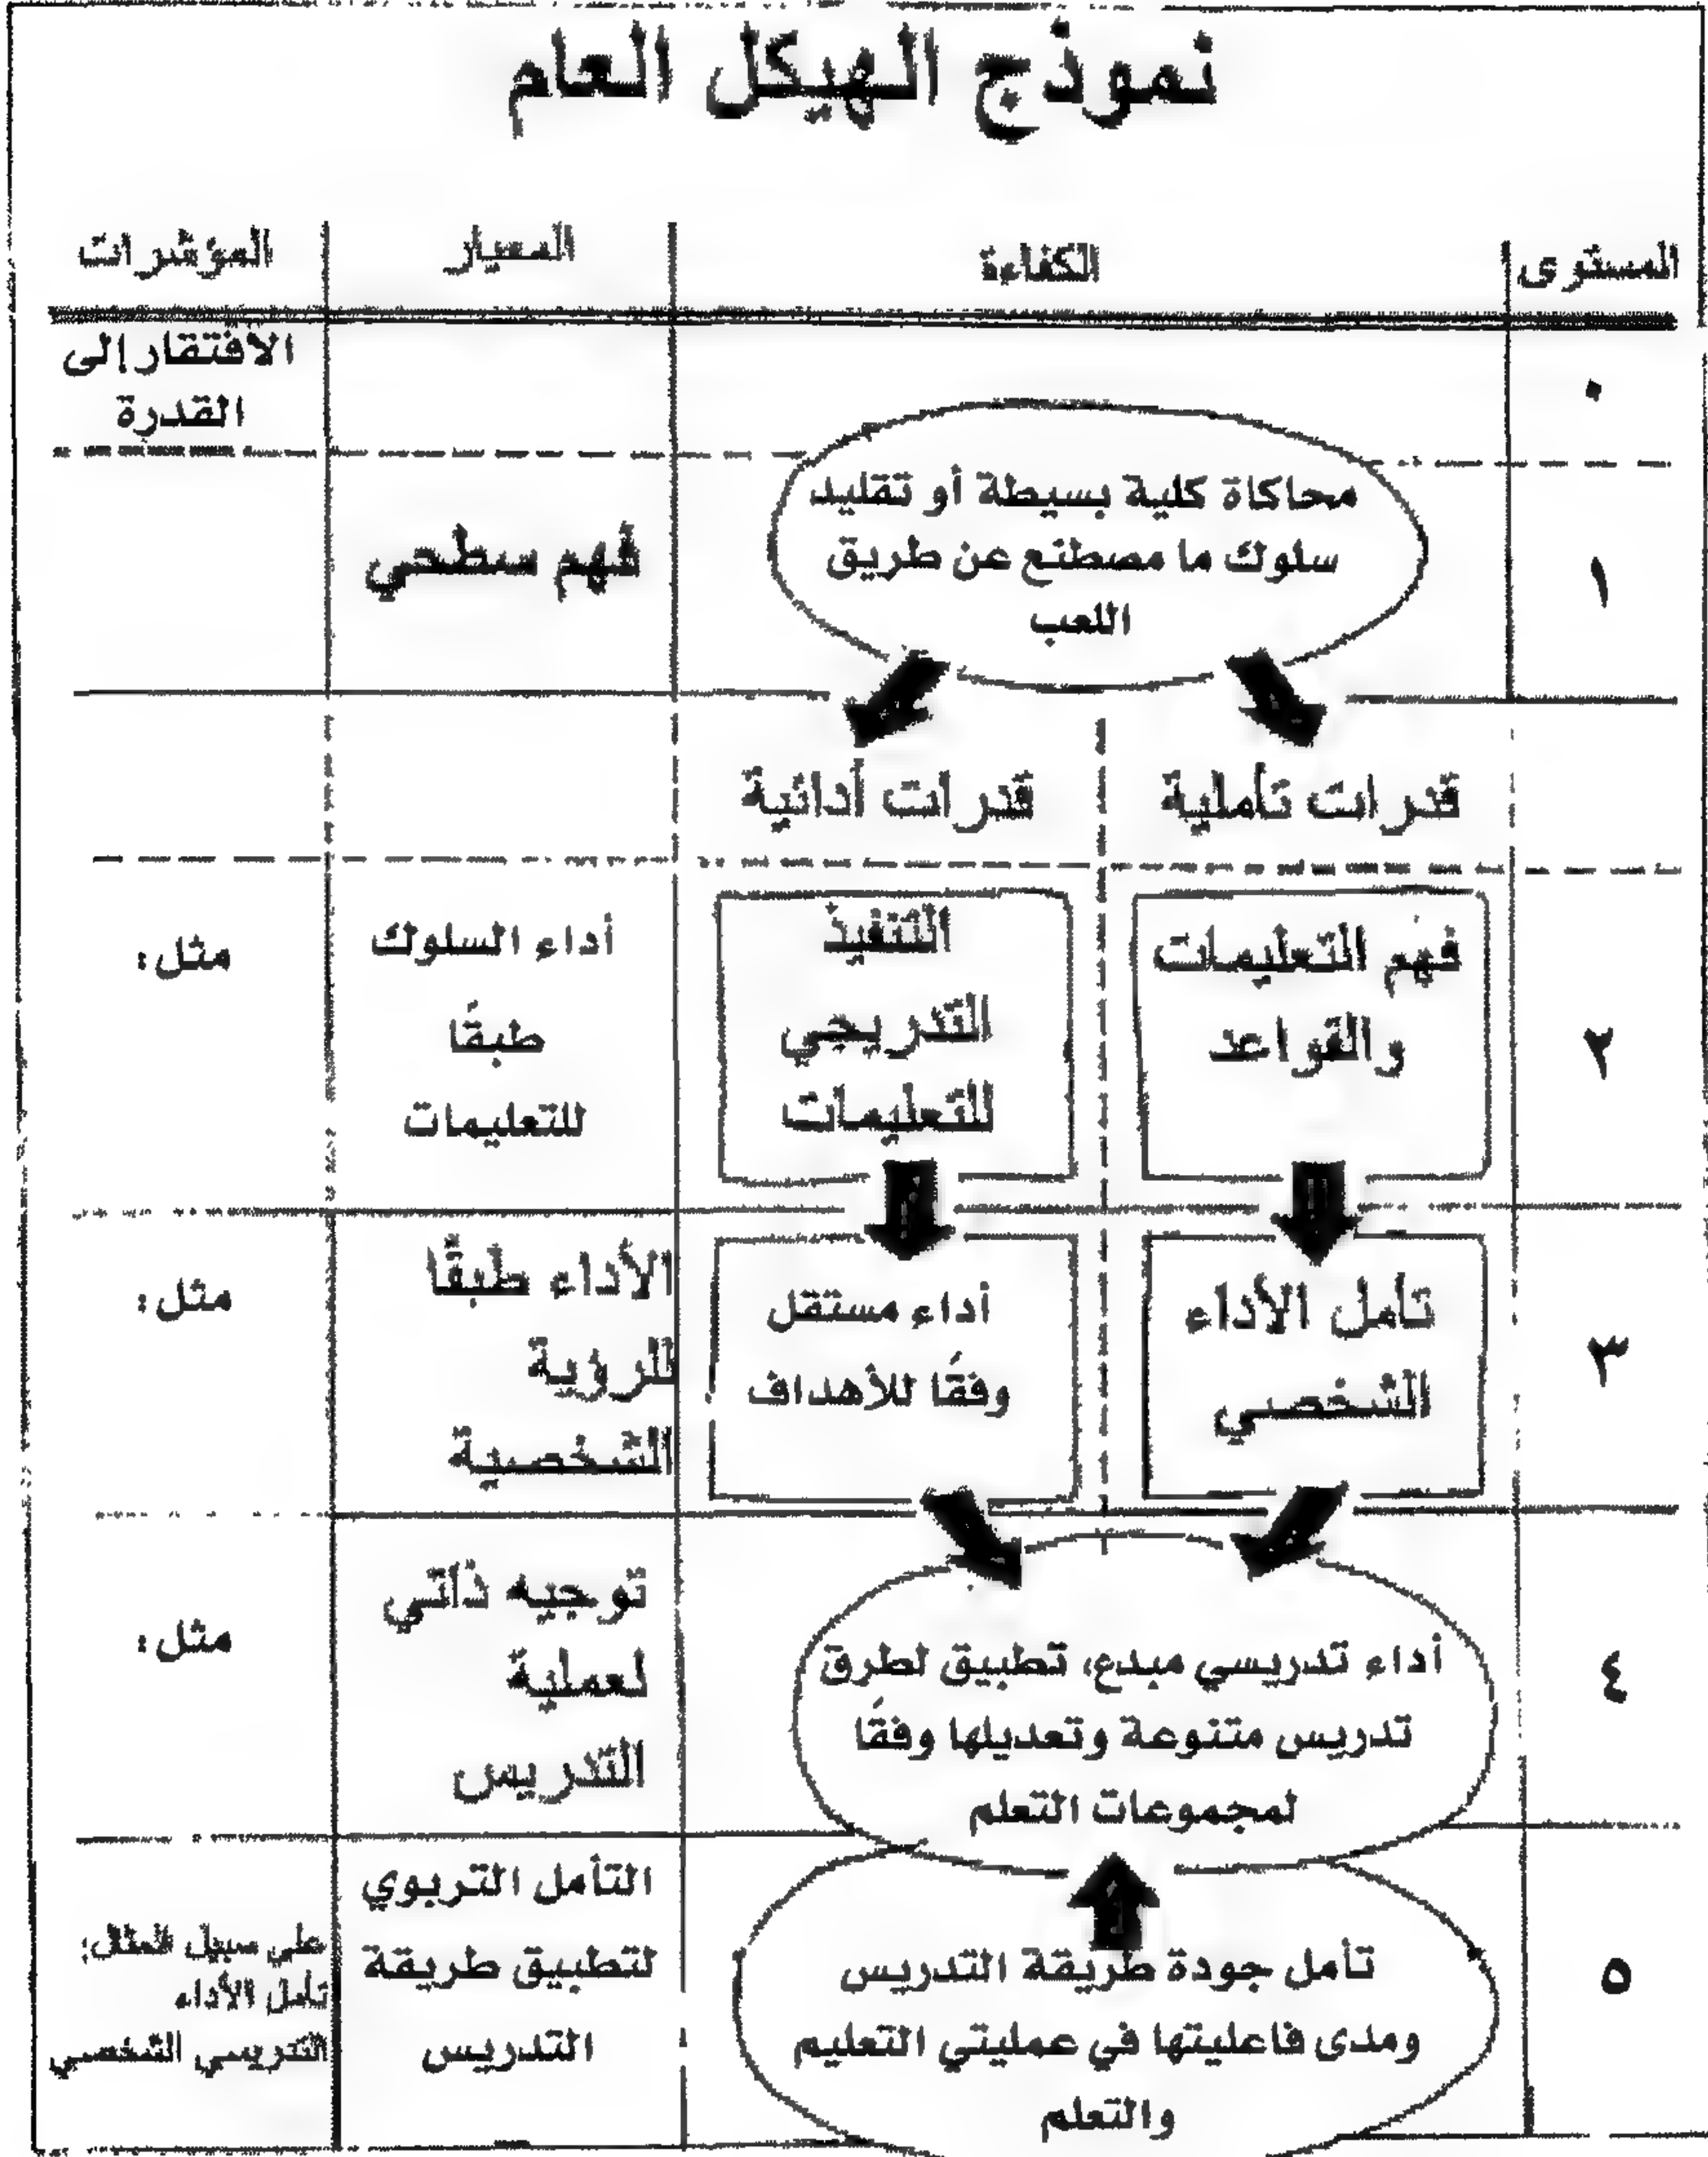 نموذج الهيكل العام
المستوى
الكفاءة
المعيار
المؤشرات
٠
الافتقار إلى
القدرة
١
محاكاة كلية بسيطة أو تقليد
سلوك ما مصطنع عن طريق
اللعب
فهم سطحي
قدرات تأملية
قدرات أدائية
٢
فهم التعليمات
والقواعد
التنفيذ
التدريجي
للتعليمات
أداء السلوك
طبقًا
للتعليمات
مثل:
٣
تأمل الأداء
الشخصي
أداء مستقل
وفقًا للأهداف
الأداء طبقًا
للرؤية
الشخصية
مثل:
٤
أداء تدريسي مبدع، تطبيق لطرق
تدريس متنوعة وتعديلها وفقًا
لمجموعات التعلم
توجيه ذاتي
لعملية
التدريس
مثل:
٥
تأمل جودة طريقة التدريس
ومدى فاعليتها في عمليتي التعليم
والتعلم
التأمل التربوي
لتطبيق طريقة
التدريس
على سبيل المثال:
تأمل الأداء
التدريسي الشخصي